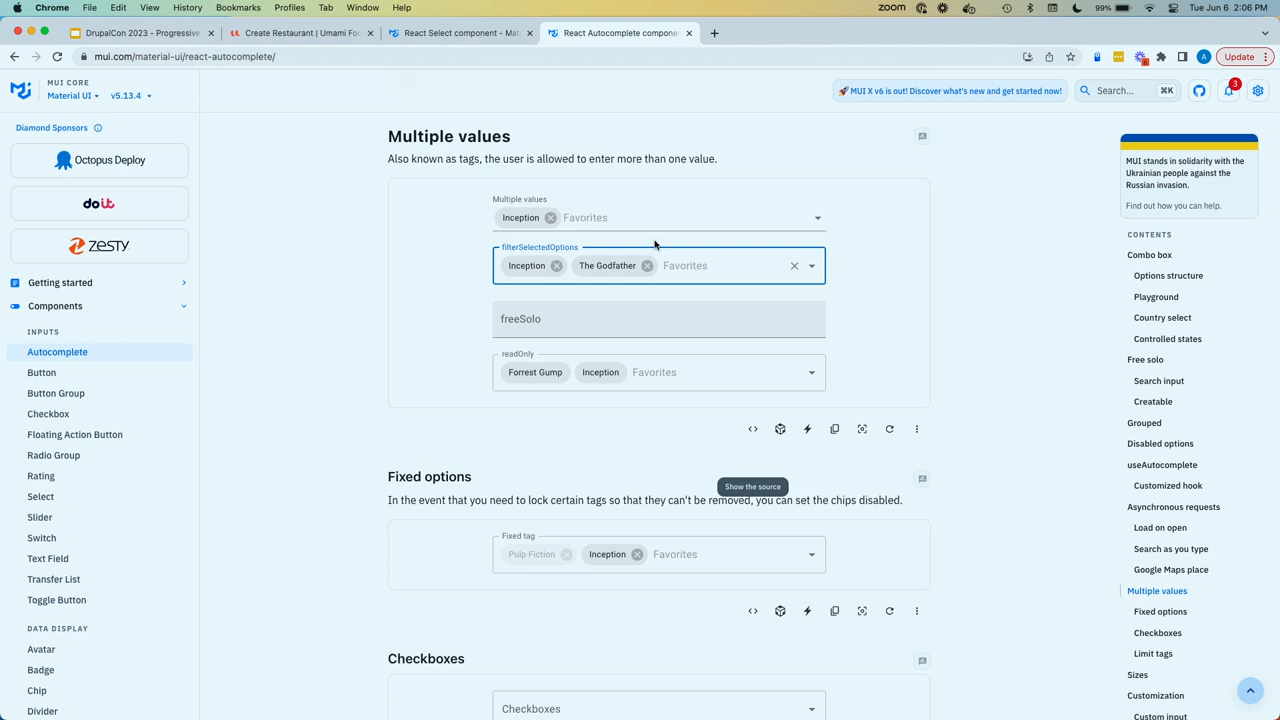 Chrome File Edit View History Bookmarks Profiles Tab Window Help zoom 99% Tue Jun 6 2:06 PM
DrupalCon 2023 - Progressive
Create Restaurant | Umami Foo
React Select component - Mat
React Autocomplete compone
mui.com/material-ui/react-autocomplete/
A
Update
MUI CORE
Material UI v5.13.4
🚀 MUI X v6 is out! Discover what's new and get started now!
Search... ⌘K
3
Diamond Sponsors
Octopus Deploy
doit
ZESTY
Getting started
Components
INPUTS
Autocomplete
Button
Button Group
Checkbox
Floating Action Button
Radio Group
Rating
Select
Slider
Switch
Text Field
Transfer List
Toggle Button
DATA DISPLAY
Avatar
Badge
Chip
Divider
Multiple values
Also known as tags, the user is allowed to enter more than one value.
Multiple values
Inception Favorites
filterSelectedOptions
Inception The Godfather Favorites
freeSolo
readOnly
Forrest Gump Inception Favorites
Fixed options
Show the source
In the event that you need to lock certain tags so that they can't be removed, you can set the chips disabled.
Fixed tag
Pulp Fiction Inception Favorites
Checkboxes
Checkboxes
MUI stands in solidarity with the
Ukrainian people against the
Russian invasion.
Find out how you can help.
CONTENTS
Combo box
Options structure
Playground
Country select
Controlled states
Free solo
Search input
Creatable
Grouped
Disabled options
useAutocomplete
Customized hook
Asynchronous requests
Load on open
Search as you type
Google Maps place
Multiple values
Fixed options
Checkboxes
Limit tags
Sizes
Customization
Custom input